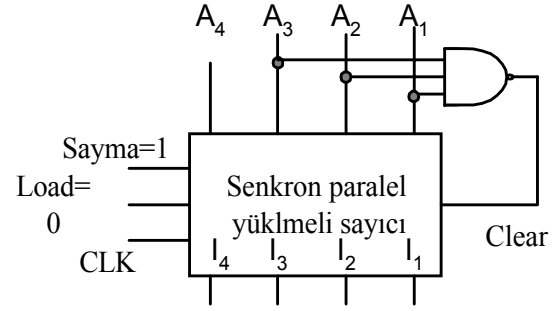 A4 A3 A2 A1
Sayma=1
Load=
0
CLK
Senkron paralel
yüklmeli sayıcı
I4 I3 I2 I1
Clear